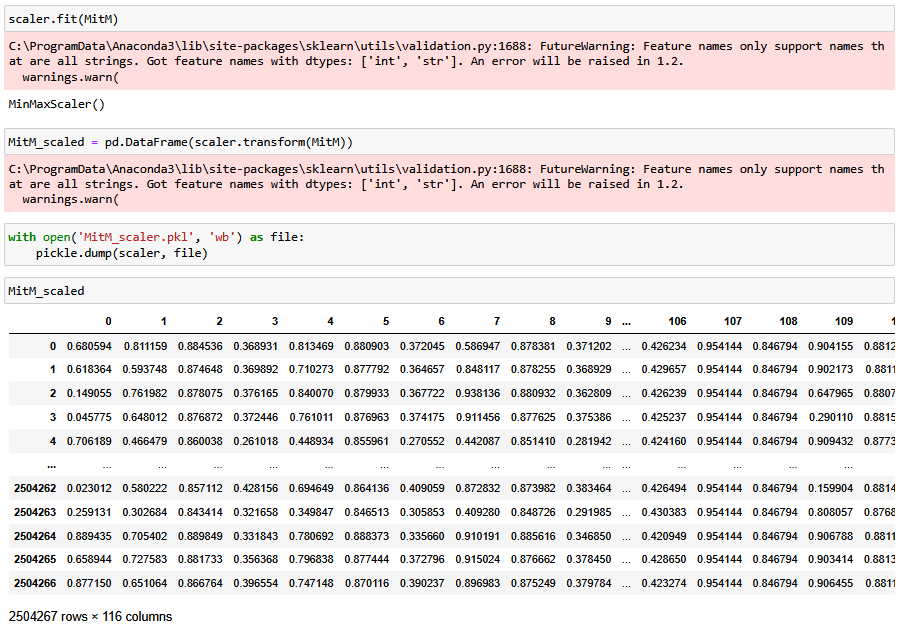 scaler.fit(MitM)
C:\ProgramData\Anaconda3\lib\site-packages\sklearn\utils\validation.py:1688: FutureWarning: Feature names only support names th
at are all strings. Got feature names with dtypes: ['int', 'str']. An error will be raised in 1.2.
  warnings.warn(
MinMaxScaler()
MitM_scaled = pd.DataFrame(scaler.transform(MitM))
C:\ProgramData\Anaconda3\lib\site-packages\sklearn\utils\validation.py:1688: FutureWarning: Feature names only support names th
at are all strings. Got feature names with dtypes: ['int', 'str']. An error will be raised in 1.2.
  warnings.warn(
with open('MitM_scaler.pkl', 'wb') as file:
    pickle.dump(scaler, file)
MitM_scaled
0 1 2 3 4 5 6 7 8 9 ... 106 107 108 109 1
0 0.680594 0.811159 0.884536 0.368931 0.813469 0.880903 0.372045 0.586947 0.878381 0.371202 ... 0.426234 0.954144 0.846794 0.904155 0.8812
1 0.618364 0.593748 0.874648 0.369892 0.710273 0.877792 0.364657 0.848117 0.878255 0.368929 ... 0.429657 0.954144 0.846794 0.902173 0.8811
2 0.149055 0.761982 0.878075 0.376165 0.840070 0.879933 0.367722 0.938136 0.880932 0.362809 ... 0.426239 0.954144 0.846794 0.647965 0.8807
3 0.045775 0.648012 0.876872 0.372446 0.761011 0.876963 0.374175 0.911456 0.877625 0.375386 ... 0.425237 0.954144 0.846794 0.290110 0.8815
4 0.706189 0.466479 0.860038 0.261018 0.448934 0.855961 0.270552 0.442087 0.851410 0.281942 ... 0.424160 0.954144 0.846794 0.909432 0.8773
... ... ... ... ... ... ... ... ... ... ... ... ... ... ... ...
2504262 0.023012 0.580222 0.857112 0.428156 0.694649 0.864136 0.409059 0.872832 0.873982 0.383464 ... 0.426494 0.954144 0.846794 0.159904 0.8814
2504263 0.259131 0.302684 0.843414 0.321658 0.349847 0.846513 0.305853 0.409280 0.848726 0.291985 ... 0.430383 0.954144 0.846794 0.808057 0.8768
2504264 0.889435 0.705402 0.889849 0.331843 0.780692 0.888373 0.335660 0.910191 0.885616 0.346850 ... 0.420949 0.954144 0.846794 0.906788 0.8811
2504265 0.658944 0.727583 0.881733 0.356368 0.796838 0.877444 0.372796 0.915024 0.876662 0.378450 ... 0.428650 0.954144 0.846794 0.903414 0.8813
2504266 0.877150 0.651064 0.866764 0.396554 0.747148 0.870116 0.390237 0.896983 0.875249 0.379784 ... 0.423274 0.954144 0.846794 0.906455 0.8811
2504267 rows × 116 columns